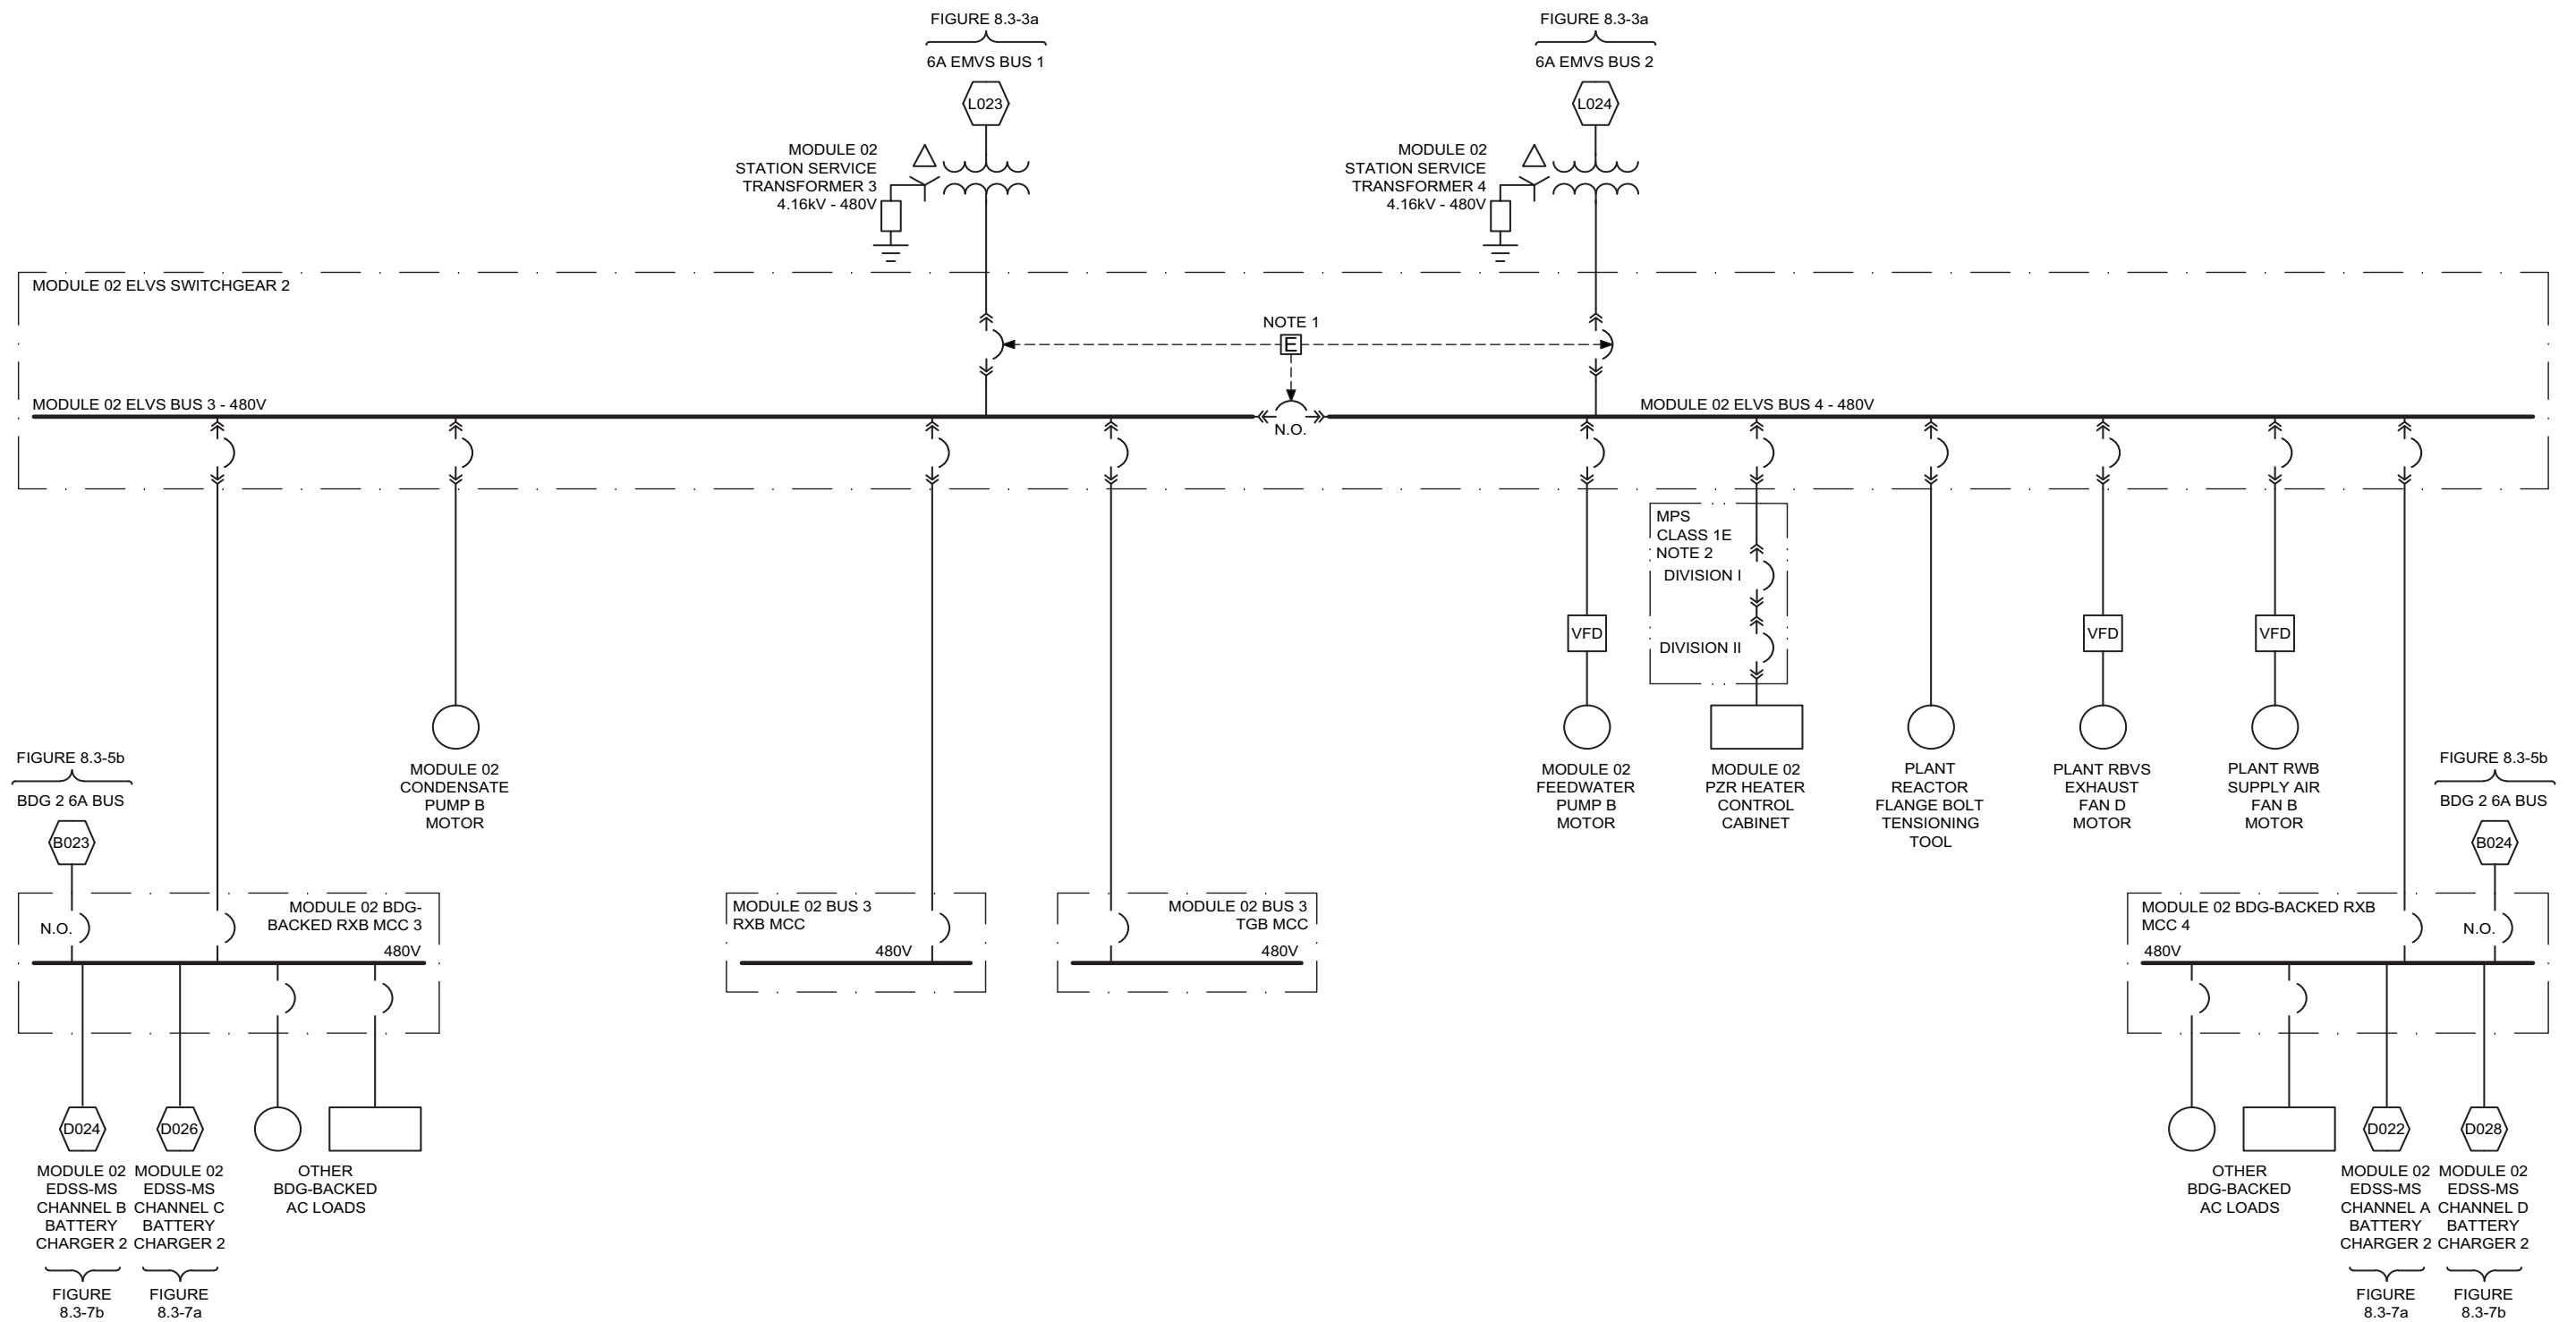 FIGURE 8.3-3a
6A EMVS BUS 1
L023
MODULE 02
STATION SERVICE
TRANSFORMER 3
4.16kV - 480V
FIGURE 8.3-3a
6A EMVS BUS 2
L024
MODULE 02
STATION SERVICE
TRANSFORMER 4
4.16kV - 480V
MODULE 02 ELVS SWITCHGEAR 2
NOTE 1
E
MODULE 02 ELVS BUS 3 - 480V
N.O.
MODULE 02 ELVS BUS 4 - 480V
MPS
CLASS 1E
NOTE 2
DIVISION I
DIVISION II
VFD
VFD
VFD
MODULE 02
CONDENSATE
PUMP B
MOTOR
MODULE 02
FEEDWATER
PUMP B
MOTOR
MODULE 02
PZR HEATER
CONTROL
CABINET
PLANT
REACTOR
FLANGE BOLT
TENSIONING
TOOL
PLANT RBVS
EXHAUST
FAN D
MOTOR
PLANT RWB
SUPPLY AIR
FAN B
MOTOR
FIGURE 8.3-5b
BDG 2 6A BUS
B023
N.O.
MODULE 02 BDG-
BACKED RXB MCC 3
480V
MODULE 02 BUS 3
RXB MCC
480V
MODULE 02 BUS 3
TGB MCC
480V
FIGURE 8.3-5b
BDG 2 6A BUS
B024
MODULE 02 BDG-BACKED RXB
MCC 4
N.O.
480V
D024
MODULE 02
EDSS-MS
CHANNEL B
BATTERY
CHARGER 2
FIGURE
8.3-7b
D026
MODULE 02
EDSS-MS
CHANNEL C
BATTERY
CHARGER 2
FIGURE
8.3-7a
OTHER
BDG-BACKED
AC LOADS
OTHER
BDG-BACKED
AC LOADS
D022
MODULE 02
EDSS-MS
CHANNEL A
BATTERY
CHARGER 2
FIGURE
8.3-7a
D028
MODULE 02
EDSS-MS
CHANNEL D
BATTERY
CHARGER 2
FIGURE
8.3-7b